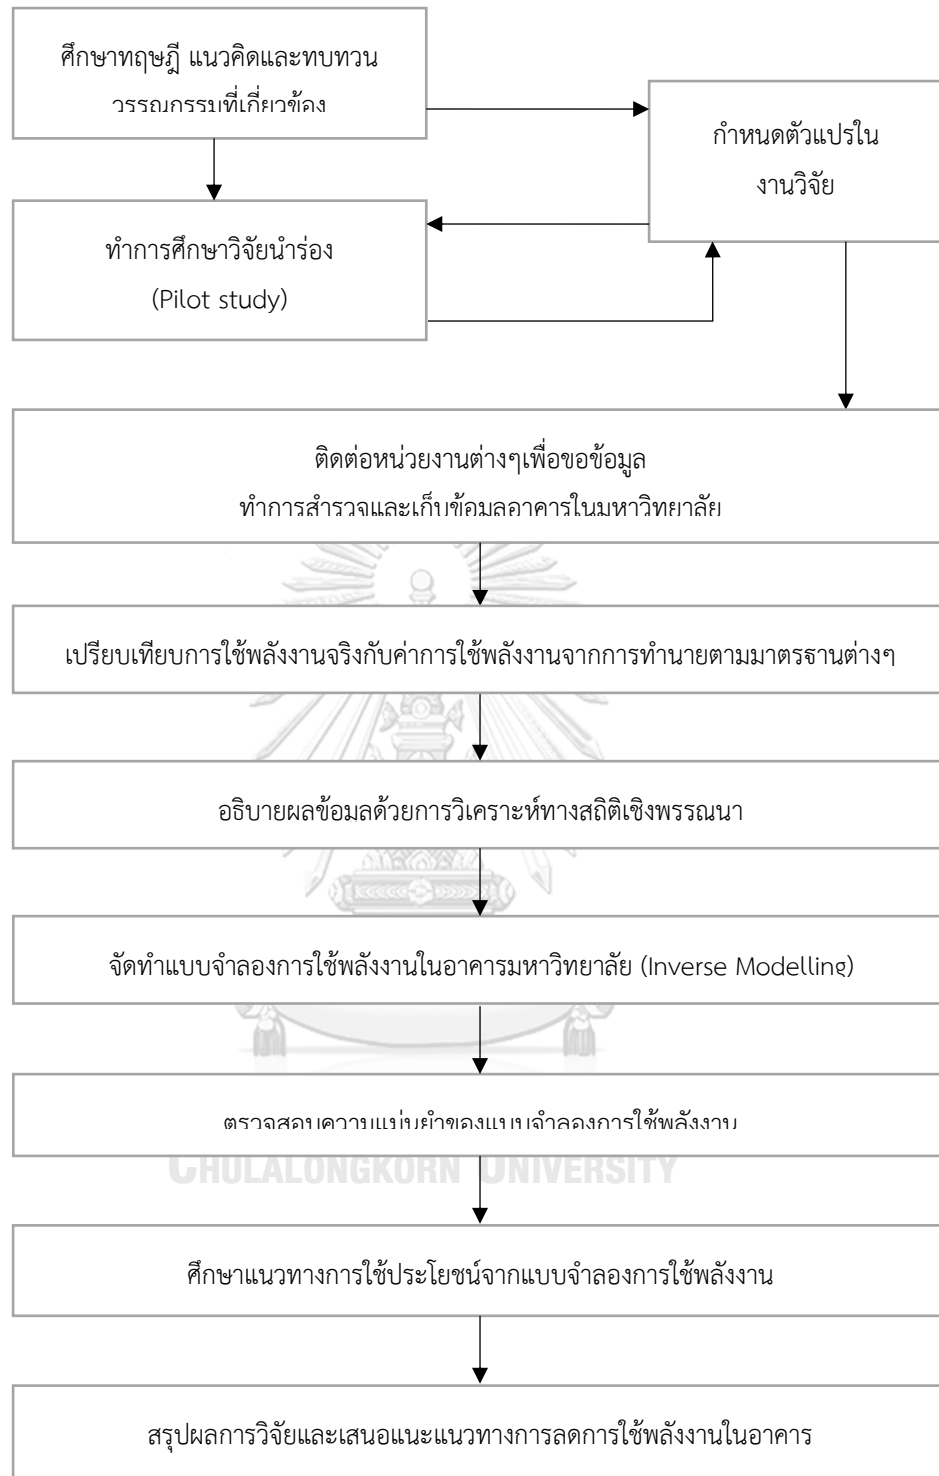 ศึกษาทฤษฎี แนวคิดและทบทวน
วรรณกรรมที่เกี่ยวข้อง
กำหนดตัวแปรใน
งานวิจัย
ทำการศึกษาวิจัยนำร่อง
(Pilot study)
ติดต่อหน่วยงานต่างๆเพื่อขอข้อมูล
ทำการสำรวจและเก็บข้อมูลอาคารในมหาวิทยาลัย
เปรียบเทียบการใช้พลังงานจริงกับค่าการใช้พลังงานจากการทำนายตามมาตรฐานต่างๆ
อธิบายผลข้อมูลด้วยการวิเคราะห์ทางสถิติเชิงพรรณนา
จัดทำแบบจำลองการใช้พลังงานในอาคารมหาวิทยาลัย (Inverse Modelling)
ตรวจสอบความแม่นยำของแบบจำลองการใช้พลังงาน
CHULALONGKORN UNIVERSITY
ศึกษาแนวทางการใช้ประโยชน์จากแบบจำลองการใช้พลังงาน
สรุปผลการวิจัยและเสนอแนะแนวทางการลดการใช้พลังงานในอาคาร